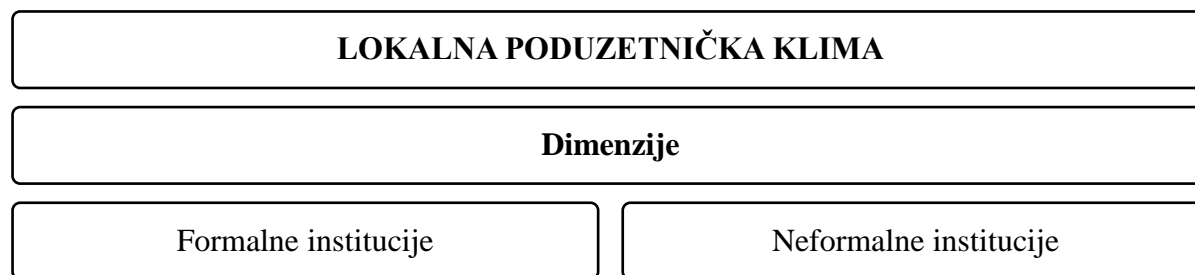 LOKALNA PODUZETNIČKA KLIMA
Dimenzije
Formalne institucije
Neformalne institucije